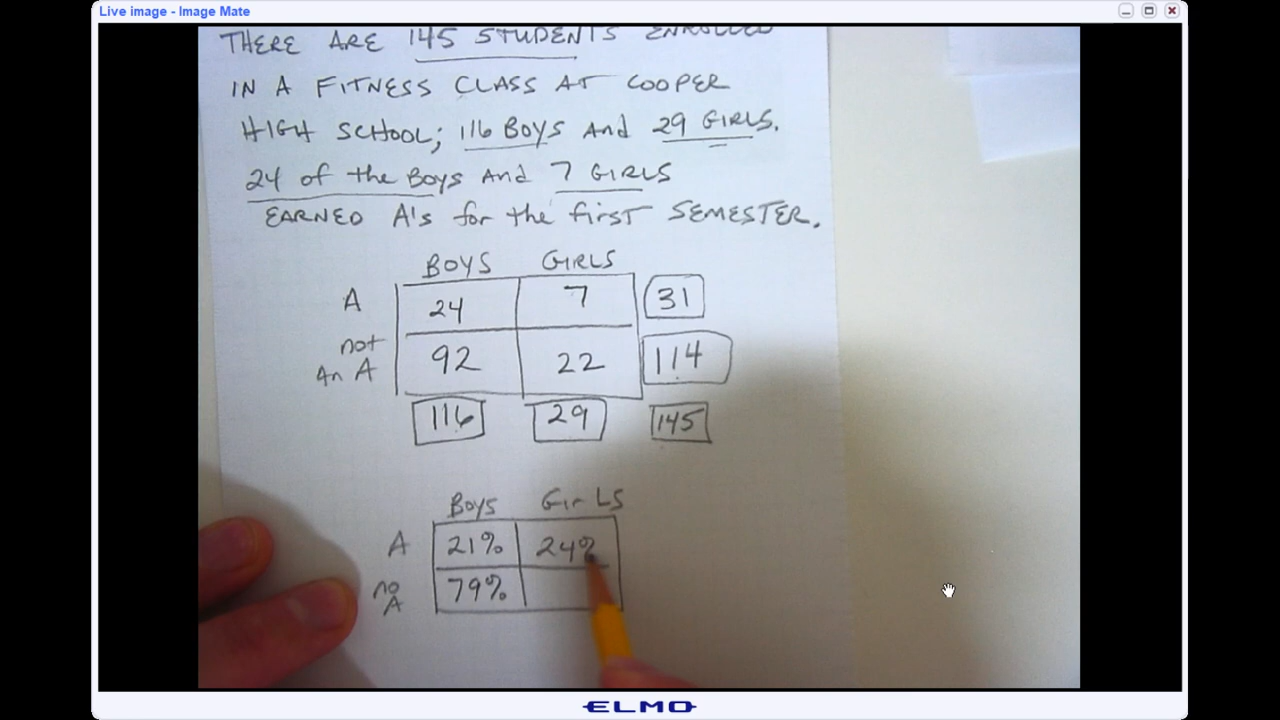 Live image - Image Mate
THERE ARE 145 STUDENTS ENROLLED
IN A FITNESS CLASS AT COOPER
HIGH SCHOOL; 116 BOYS AND 29 GIRLS.
24 of the BOYS AND 7 GIRLS
EARNED A's for the first SEMESTER.
BOYS GIRLS
A 24 7 31
not An A 92 22 114
116 29 145
Boys GirLS
A 21% 24%
no A 79%
ELMO